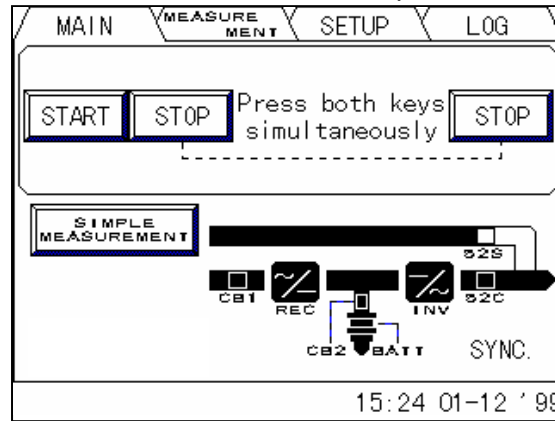 MAIN
MEASURE
MENT
SETUP
LOG
START
STOP
Press both keys
simultaneously
STOP
SIMPLE
MEASUREMENT
52S
CB1
REC
INV
52C
CB2
BATT
SYNC.
15:24 01-12 '99